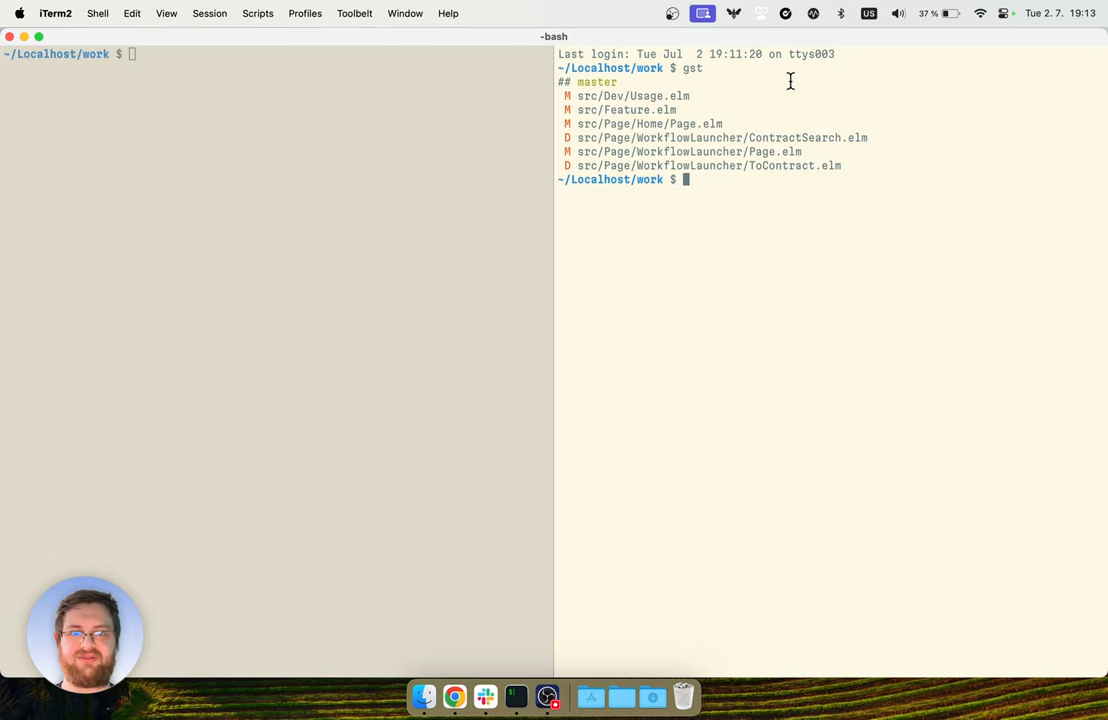 iTerm2 Shell Edit View Session Scripts Profiles Toolbelt Window Help US 37 % Tue 2. 7. 19:13
-bash
~/Localhost/work $
Last login: Tue Jul  2 19:11:20 on ttys003
~/Localhost/work $ gst
## master
 M src/Dev/Usage.elm
 M src/Feature.elm
 M src/Page/Home/Page.elm
 D src/Page/WorkflowLauncher/ContractSearch.elm
 M src/Page/WorkflowLauncher/Page.elm
 D src/Page/WorkflowLauncher/ToContract.elm
~/Localhost/work $